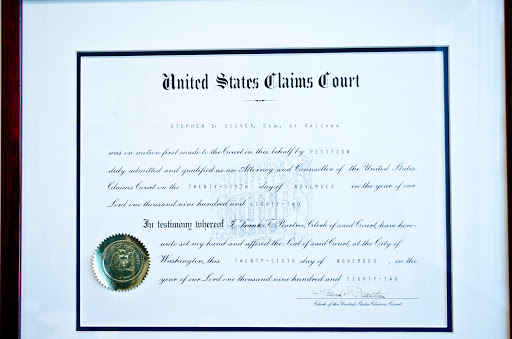 United States Claims Court
STEPHEN E. SILVER, Esq., of Arizona
was on motion first made to the Court in this behalf by PETITION
duly admitted and qualified as an Attorney and Counsellor of the United States
Claims Court on the TWENTY-SIXTH day of NOVEMBER in the year of our
Lord one thousand nine hundred and EIGHTY-TWO
In testimony whereof I, Frank T. Peartree, Clerk of said Court, have here-
unto set my hand and affixed the Seal of said Court, at the City of
Washington, this TWENTY-SIXTH day of NOVEMBER, in the
year of our Lord one thousand nine hundred and EIGHTY-TWO
Clerk of the United States Claims Court